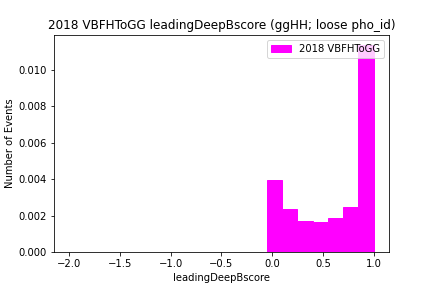 2018 VBFHToGG leadingDeepBscore (ggHH; loose pho_id)
2018 VBFHToGG
Number of Events
0.010
0.008
0.006
0.004
0.002
0.000
−2.0 −1.5 −1.0 −0.5 0.0 0.5 1.0
leadingDeepBscore